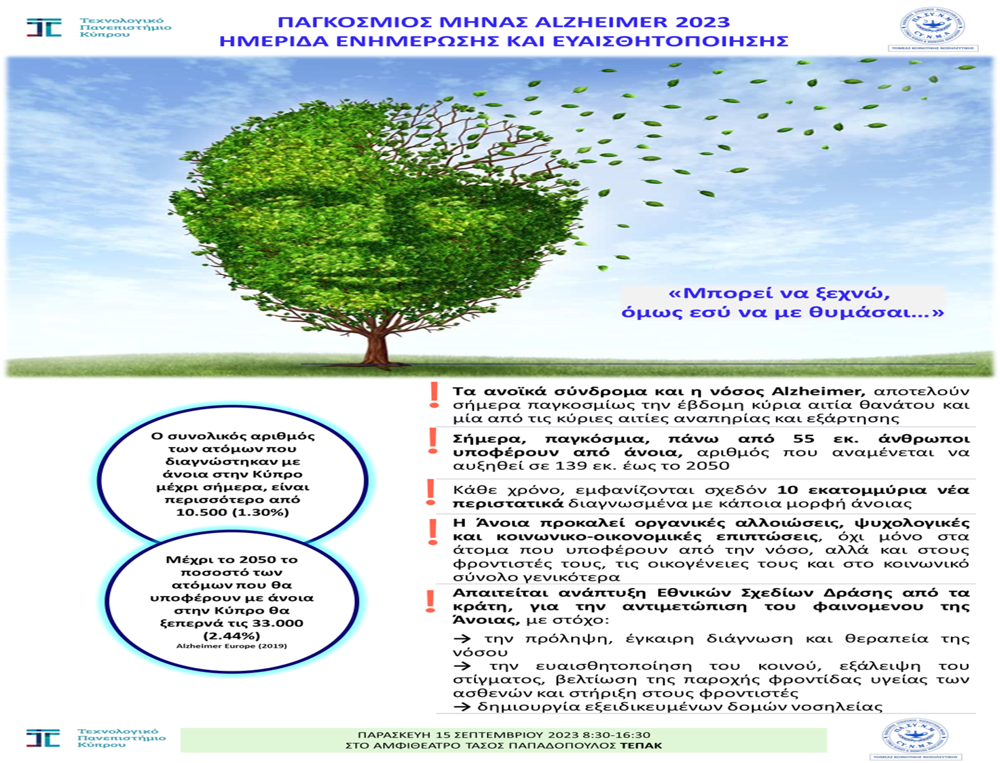 Τεχνολογικό
Πανεπιστήμιο
Κύπρου
ΠΑΓΚΟΣΜΙΟΣ ΜΗΝΑΣ ALZHEIMER 2023
ΗΜΕΡΙΔΑ ΕΝΗΜΕΡΩΣΗΣ ΚΑΙ ΕΥΑΙΣΘΗΤΟΠΟΙΗΣΗΣ
ΠΑ.ΣΥ.Ν.Μ
CY.N.M.A
ΤΟΜΕΑΣ ΚΟΙΝΟΤΙΚΗΣ ΝΟΣΗΛΕΥΤΙΚΗΣ
«Μπορεί να ξεχνώ,
όμως εσύ να με θυμάσαι...»
Ο συνολικός αριθμός
των ατόμων που
διαγνώστηκαν με
άνοια στην Κύπρο
μέχρι σήμερα, είναι
περισσότερο από
10.500 (1.30%)
Μέχρι το 2050 το
ποσοστό των
ατόμων που θα
υποφέρουν με άνοια
στην Κύπρο θα
ξεπερνά τις 33.000
(2.44%)
Alzheimer Europe (2019)
! Τα ανοϊκά σύνδρομα και η νόσος Alzheimer, αποτελούν
σήμερα παγκοσμίως την έβδομη κύρια αιτία θανάτου και
μία από τις κύριες αιτίες αναπηρίας και εξάρτησης
! Σήμερα, παγκόσμια, πάνω από 55 εκ. άνθρωποι
υποφέρουν από άνοια, αριθμός που αναμένεται να
αυξηθεί σε 139 εκ. έως το 2050
! Κάθε χρόνο, εμφανίζονται σχεδόν 10 εκατομμύρια νέα
περιστατικά διαγνωσμένα με κάποια μορφή άνοιας
! Η Άνοια προκαλεί οργανικές αλλοιώσεις, ψυχολογικές
και κοινωνικο-οικονομικές επιπτώσεις, όχι μόνο στα
άτομα που υποφέρουν από την νόσο, αλλά και στους
φροντιστές τους, τις οικογένειες τους και στο κοινωνικό
σύνολο γενικότερα
! Απαιτείται ανάπτυξη Εθνικών Σχεδίων Δράσης από τα
κράτη, για την αντιμετώπιση του φαινομενου της
Άνοιας, με στόχο:
→ την πρόληψη, έγκαιρη διάγνωση και θεραπεία της
νόσου
→ την ευαισθητοποίηση του κοινού, εξάλειψη του
στίγματος, βελτίωση της παροχής φροντίδας υγείας των
ασθενών και στήριξη στους φροντιστές
→ δημιουργία εξειδικευμένων δομών νοσηλείας
Τεχνολογικό
Πανεπιστήμιο
Κύπρου
ΠΑΡΑΣΚΕΥΗ 15 ΣΕΠΤΕΜΒΡΙΟΥ 2023 8:30-16:30
ΣΤΟ ΑΜΦΙΘΕΑΤΡΟ ΤΑΣΟΣ ΠΑΠΑΔΟΠΟΥΛΟΣ ΤΕΠΑΚ
ΠΑ.ΣΥ.Ν.Μ
CY.N.M.A
ΤΟΜΕΑΣ ΚΟΙΝΟΤΙΚΗΣ ΝΟΣΗΛΕΥΤΙΚΗΣ